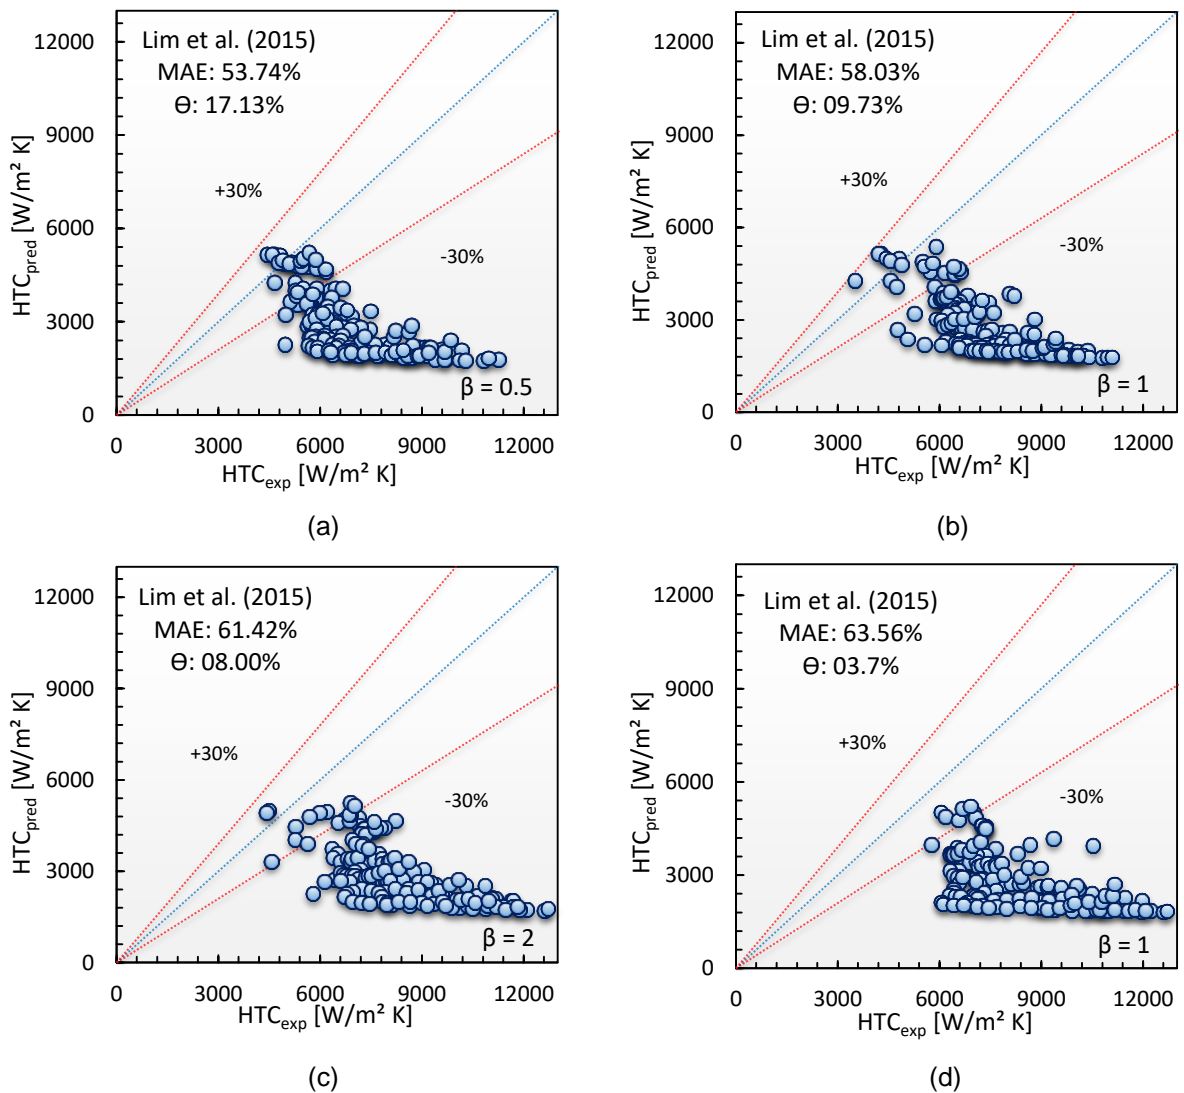 Lim et al. (2015)
MAE: 53.74%
Ө: 17.13%
+30%
-30%
β = 0.5
12000
9000
6000
3000
0
HTCpred [W/m² K]
0 3000 6000 9000 12000
HTCexp [W/m² K]
(a)
Lim et al. (2015)
MAE: 58.03%
Ө: 09.73%
+30%
-30%
β = 1
12000
9000
6000
3000
0
HTCpred [W/m² K]
0 3000 6000 9000 12000
HTCexp [W/m² K]
(b)
Lim et al. (2015)
MAE: 61.42%
Ө: 08.00%
+30%
-30%
β = 2
12000
9000
6000
3000
0
HTCpred [W/m² K]
0 3000 6000 9000 12000
HTCexp [W/m² K]
(c)
Lim et al. (2015)
MAE: 63.56%
Ө: 03.7%
+30%
-30%
β = 1
12000
9000
6000
3000
0
HTCpred [W/m² K]
0 3000 6000 9000 12000
HTCexp [W/m² K]
(d)